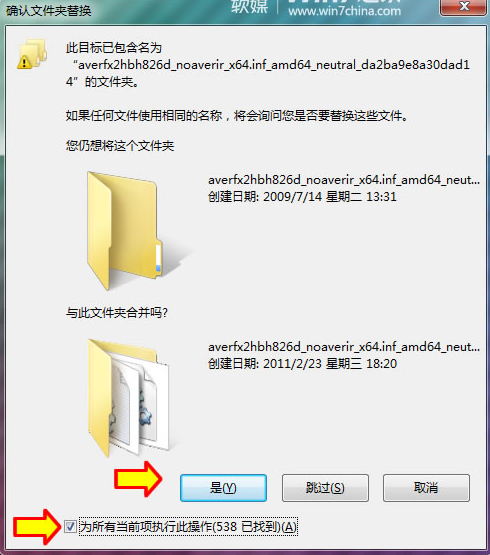 确认文件夹替换
软媒
www.win7china.com
此目标已包含名为
“averfx2hbh826d_noaverir_x64.inf_amd64_neutral_da2ba9e8a30dad1
4”的文件夹。
如果任何文件使用相同的名称，将会询问您是否要替换这些文件。
您仍想将这个文件夹
averfx2hbh826d_noaverir_x64.inf_amd64_neut...
创建日期: 2009/7/14 星期二 13:31
与此文件夹合并吗?
averfx2hbh826d_noaverir_x64.inf_amd64_neut...
创建日期: 2011/2/23 星期三 18:20
是(Y)
跳过(S)
取消
为所有当前项执行此操作(538 已找到)(A)